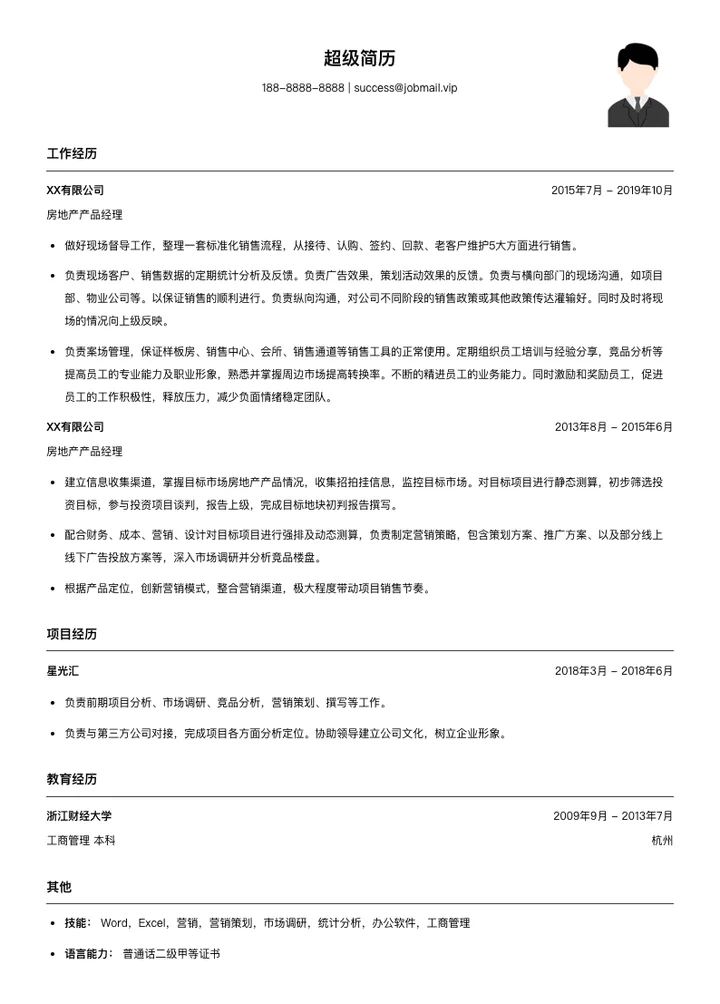 超级简历
188-8888-8888 | success@jobmail.vip
工作经历
XX有限公司 2015年7月 – 2019年10月
房地产产品经理
• 做好现场督导工作，整理一套标准化销售流程，从接待、认购、签约、回款、老客户维护5大方面进行销售。
• 负责现场客户、销售数据的定期统计分析及反馈。负责广告效果，策划活动效果的反馈。负责与横向部门的现场沟通，如项目
部、物业公司等。以保证销售的顺利进行。负责纵向沟通，对公司不同阶段的销售政策或其他政策传达灌输好。同时及时将现
场的情况向上级反映。
• 负责案场管理，保证样板房、销售中心、会所、销售通道等销售工具的正常使用。定期组织员工培训与经验分享，竞品分析等
提高员工的专业能力及职业形象，熟悉并掌握周边市场提高转换率。不断的精进员工的业务能力。同时激励和奖励员工，促进
员工的工作积极性，释放压力，减少负面情绪稳定团队。
XX有限公司 2013年8月 – 2015年6月
房地产产品经理
• 建立信息收集渠道，掌握目标市场房地产产品情况，收集招拍挂信息，监控目标市场。对目标项目进行静态测算，初步筛选投
资目标，参与投资项目谈判，报告上级，完成目标地块初判报告撰写。
• 配合财务、成本、营销、设计对目标项目进行强排及动态测算，负责制定营销策略，包含策划方案、推广方案、以及部分线上
线下广告投放方案等，深入市场调研并分析竞品楼盘。
• 根据产品定位，创新营销模式，整合营销渠道，极大程度带动项目销售节奏。
项目经历
星光汇 2018年3月 – 2018年6月
• 负责前期项目分析、市场调研、竞品分析，营销策划、撰写等工作。
• 负责与第三方公司对接，完成项目各方面分析定位。协助领导建立公司文化，树立企业形象。
教育经历
浙江财经大学 2009年9月 – 2013年7月
工商管理 本科 杭州
其他
• 技能： Word，Excel，营销，营销策划，市场调研，统计分析，办公软件，工商管理
• 语言能力： 普通话二级甲等证书